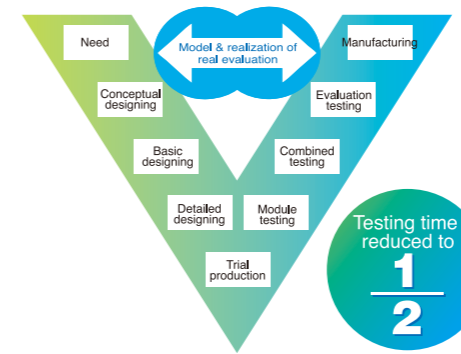 Need
Model & realization of
real evaluation
Manufacturing
Conceptual
designing
Evaluation
testing
Basic
designing
Combined
testing
Detailed
designing
Module
testing
Trial
production
Testing time
reduced to
1
2